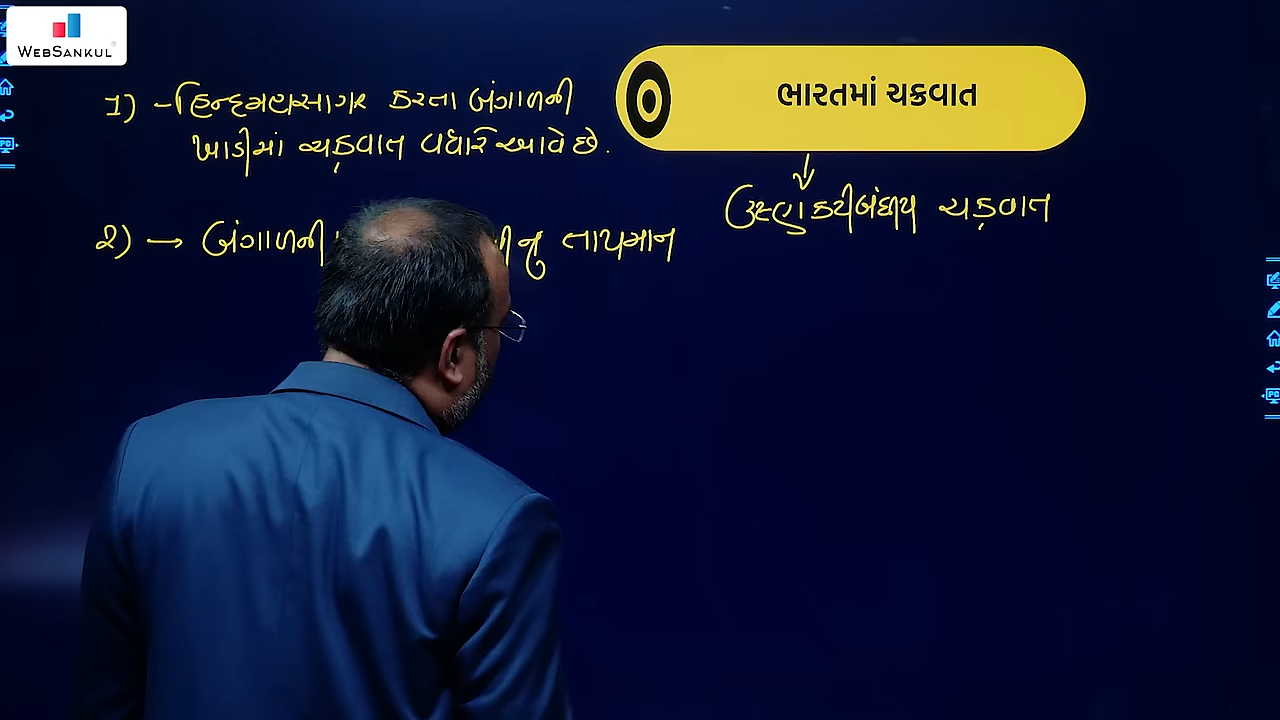 WEBSANKUL
ભારતમાં ચક્રવાત
ઉષ્ણ કટીબંધીય ચક્રવાત
1) - હિન્દમહાસાગર કરતા બંગાળની
ખાડીમાં ચક્રવાત વધારે આવે છે.
2) → બંગાળની તાપમાન